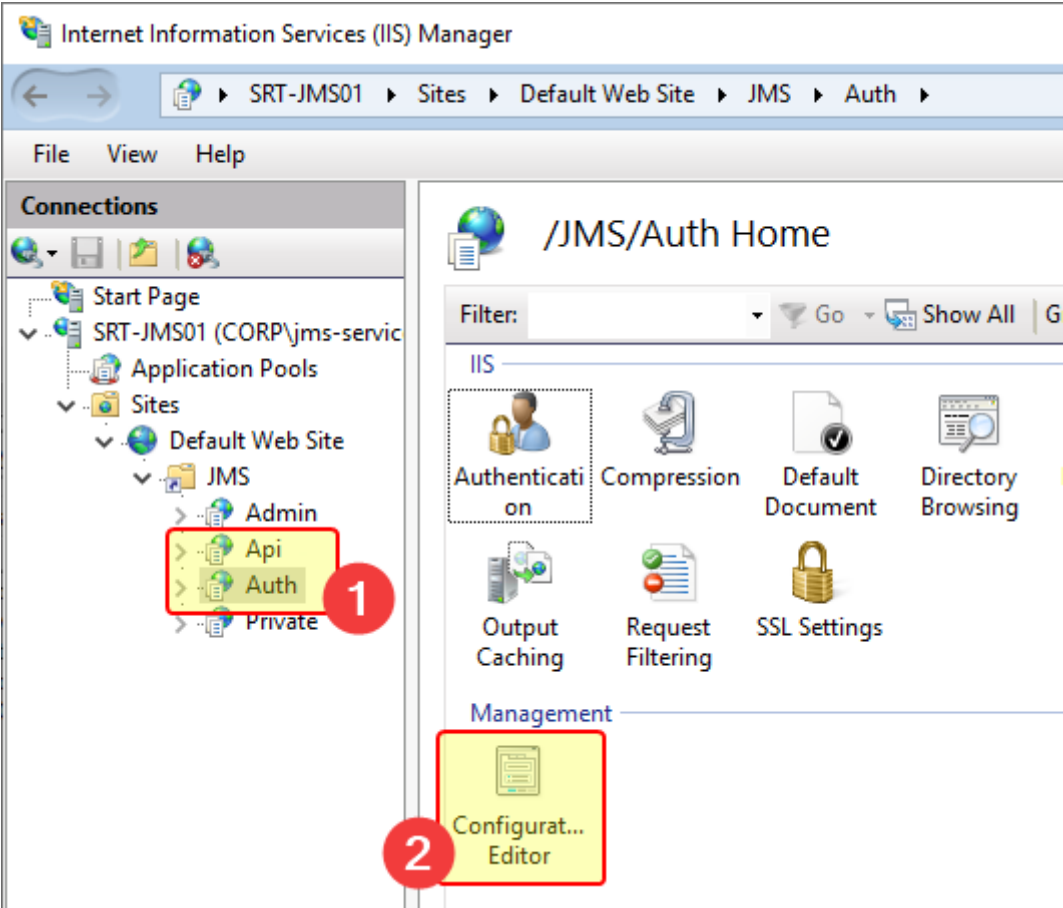 Internet Information Services (IIS) Manager
SRT-JMS01 Sites Default Web Site JMS Auth
File View Help
Connections
Start Page
SRT-JMS01 (CORP\jms-servic
Application Pools
Sites
Default Web Site
JMS
Admin
Api
Auth
Private
1
/JMS/Auth Home
Filter: Go Show All G
IIS
Authenticati
on
Compression
Default
Document
Directory
Browsing
Output
Caching
Request
Filtering
SSL Settings
Management
Configurat...
Editor
2